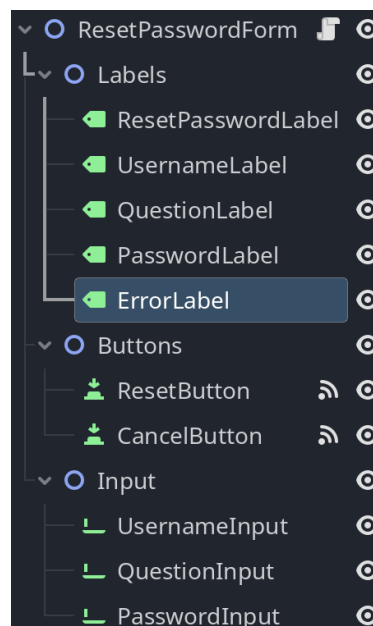 ResetPasswordForm
Labels
ResetPasswordLabel
UsernameLabel
QuestionLabel
PasswordLabel
ErrorLabel
Buttons
ResetButton
CancelButton
Input
UsernameInput
QuestionInput
PasswordInput